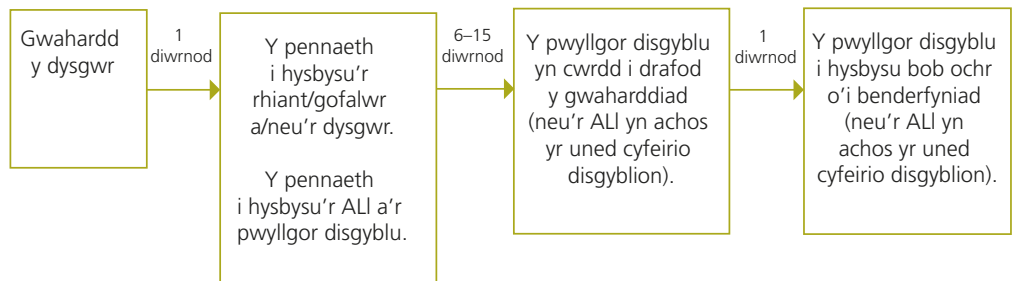 Gwahardd
y dysgwr
1
diwrnod
Y pennaeth
i hysbysu'r
rhiant/gofalwr
a/neu'r dysgwr.
Y pennaeth
i hysbysu'r ALl a'r
pwyllgor disgyblu.
6–15
diwrnod
Y pwyllgor disgyblu
yn cwrdd i drafod
y gwaharddiad
(neu'r ALl yn achos
yr uned cyfeirio
disgyblion).
1
diwrnod
Y pwyllgor disgyblu
i hysbysu bob ochr
o'i benderfyniad
(neu'r ALl yn
achos yr uned
cyfeirio disgyblion).